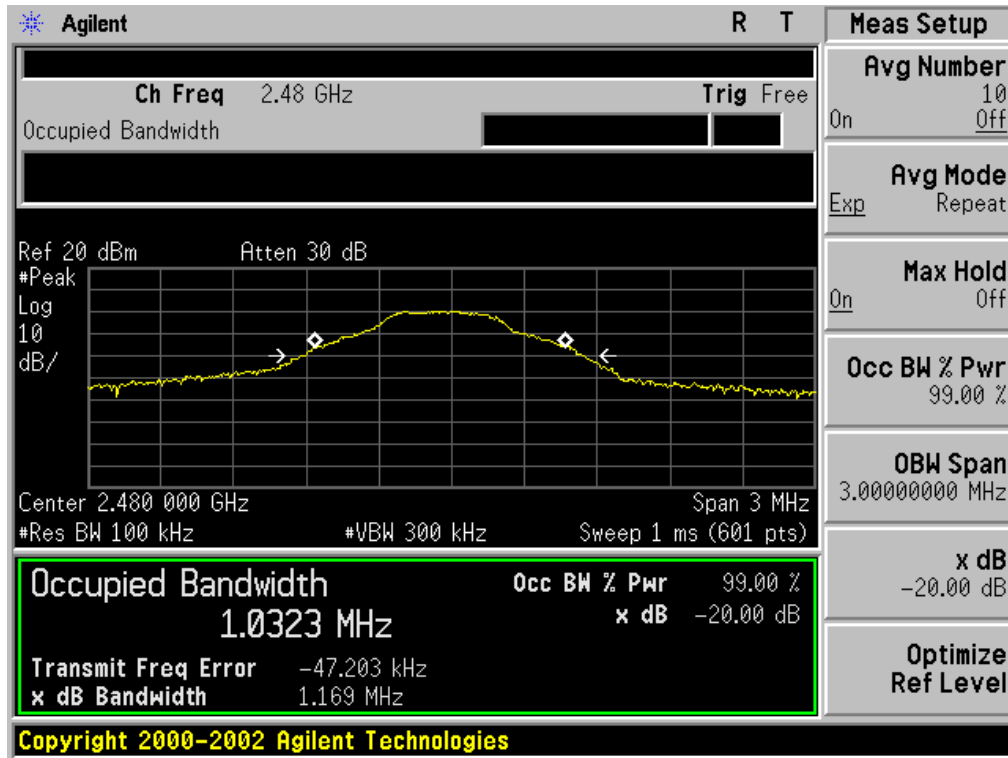 Agilent R T
Ch Freq 2.48 GHz Trig Free
Occupied Bandwidth
Ref 20 dBm Atten 30 dB
#Peak
Log
10
dB/
Center 2.480 000 GHz Span 3 MHz
#Res BW 100 kHz #VBW 300 kHz Sweep 1 ms (601 pts)
Occupied Bandwidth Occ BW % Pwr 99.00 %
1.0323 MHz x dB -20.00 dB
Transmit Freq Error -47.203 kHz
x dB Bandwidth 1.169 MHz
Copyright 2000-2002 Agilent Technologies
Meas Setup
Avg Number
10
On Off
Avg Mode
Exp Repeat
Max Hold
On Off
Occ BW % Pwr
99.00 %
OBW Span
3.00000000 MHz
x dB
-20.00 dB
Optimize
Ref Level